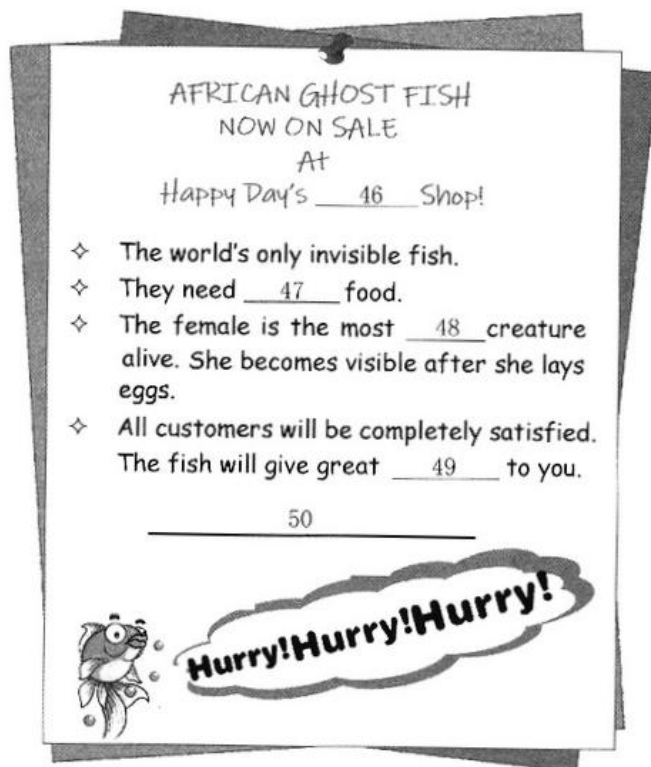 AFRICAN GHOST FISH
NOW ON SALE
At
Happy Day's 46 Shop!
✧ The world's only invisible fish.
✧ They need 47 food.
✧ The female is the most 48 creature
alive. She becomes visible after she lays
eggs.
✧ All customers will be completely satisfied.
The fish will give great 49 to you.
50
Hurry!Hurry!Hurry!